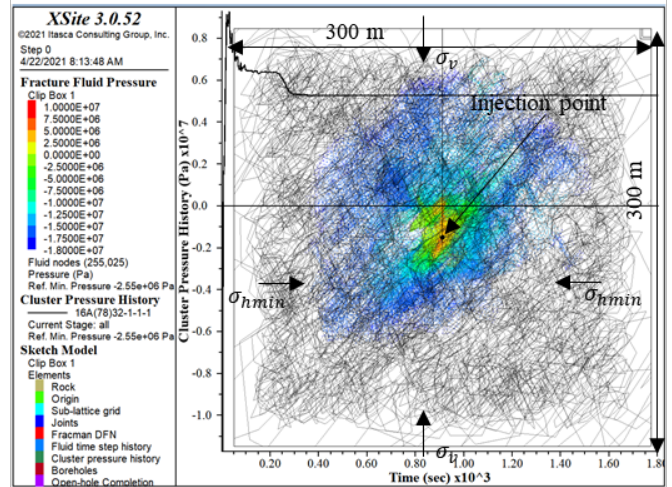 XSite 3.0.52
©2021 Itasca Consulting Group, Inc.
Step 0
4/22/2021 8:13:48 AM
Fracture Fluid Pressure
Clip Box 1
1.0000E+07
7.5000E+06
5.0000E+06
2.5000E+06
0.0000E+00
-2.5000E+06
-5.0000E+06
-7.5000E+06
-1.0000E+07
-1.2500E+07
-1.5000E+07
-1.7500E+07
-1.8000E+07
Fluid nodes (255,025)
Pressure (Pa)
Ref. Min. Pressure -2.55e+06 Pa
Cluster Pressure History
16A(78)32-1-1-1
Current Stage: all
Ref. Min. Pressure -2.55e+06 Pa
Sketch Model
Clip Box 1
Elements
Rock
Origin
Sub-lattice grid
Joints
Fracman DFN
Fluid time step history
Cluster pressure history
Boreholes
Open-hole Completion
300 m
σv
Injection point
300 m
σhmin
σhmin
σv
Cluster Pressure History (Pa) x10^7
0.8
0.6
0.4
0.2
0.0
-0.2
-0.4
-0.6
-0.8
-1.0
0.20 0.40 0.60 0.80 1.00 1.20 1.40 1.60 1.80
Time (sec) x10^3